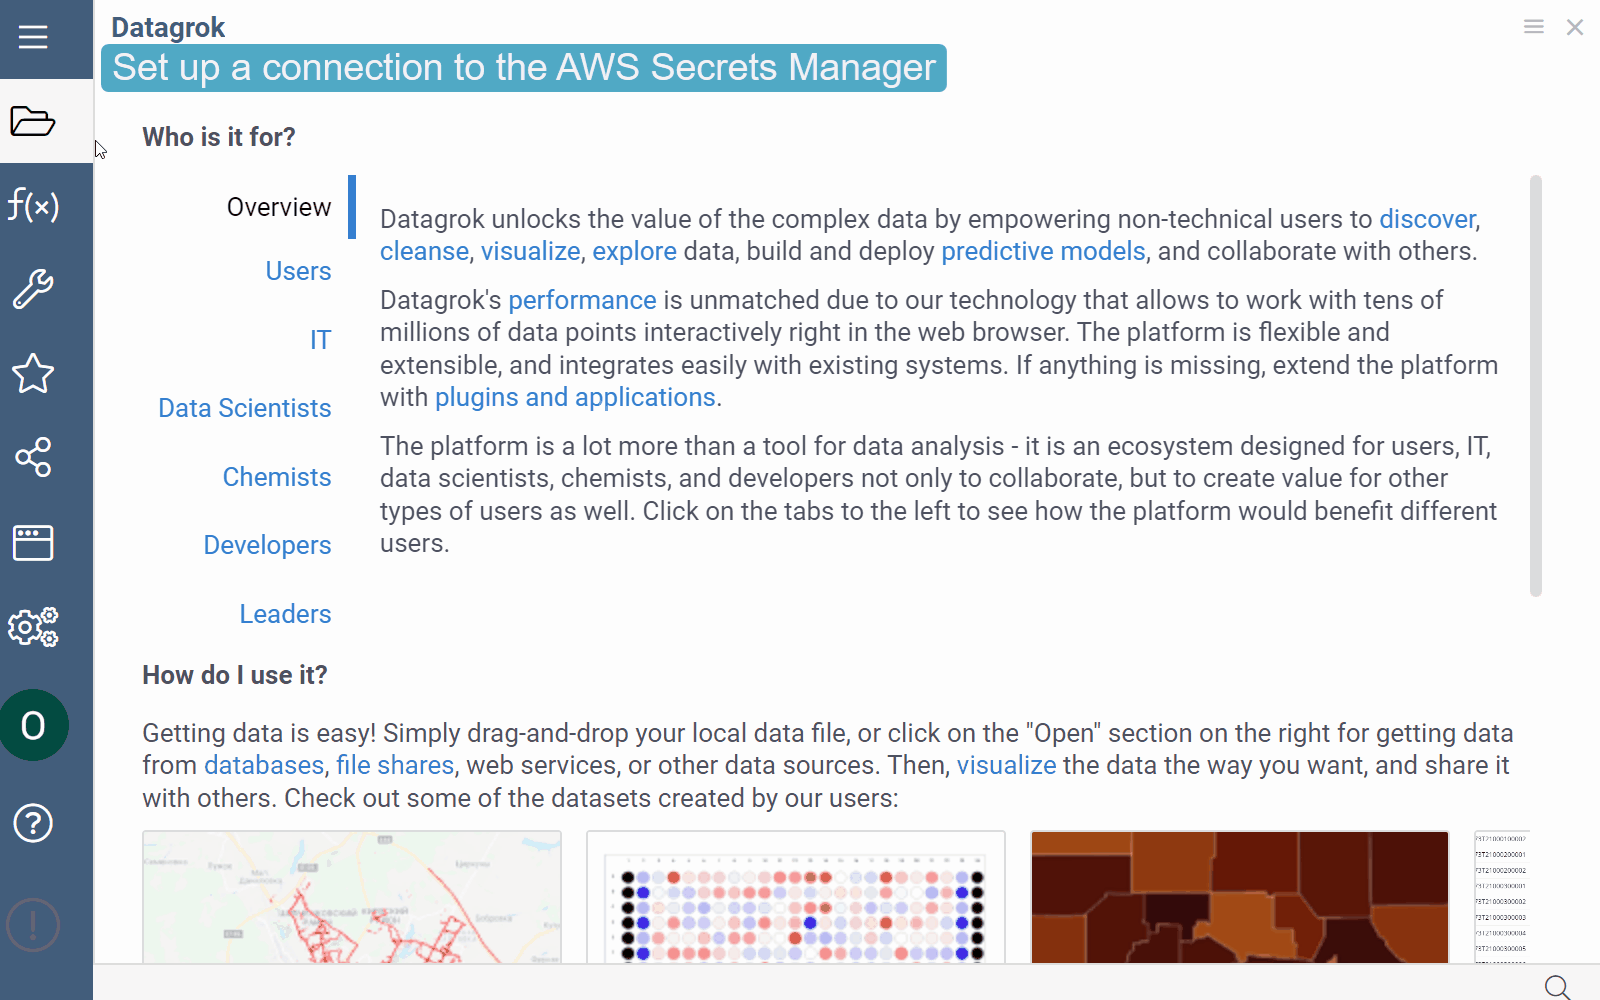 Datagrok
Set up a connection to the AWS Secrets Manager
Who is it for?
Overview
Users
IT
Data Scientists
Chemists
Developers
Leaders
Datagrok unlocks the value of the complex data by empowering non-technical users to discover,
cleanse, visualize, explore data, build and deploy predictive models, and collaborate with others.
Datagrok's performance is unmatched due to our technology that allows to work with tens of
millions of data points interactively right in the web browser. The platform is flexible and
extensible, and integrates easily with existing systems. If anything is missing, extend the platform
with plugins and applications.
The platform is a lot more than a tool for data analysis - it is an ecosystem designed for users, IT,
data scientists, chemists, and developers not only to collaborate, but to create value for other
types of users as well. Click on the tabs to the left to see how the platform would benefit different
users.
How do I use it?
Getting data is easy! Simply drag-and-drop your local data file, or click on the "Open" section on the right for getting data
from databases, file shares, web services, or other data sources. Then, visualize the data the way you want, and share it
with others. Check out some of the datasets created by our users:
f(x)
O
?
!